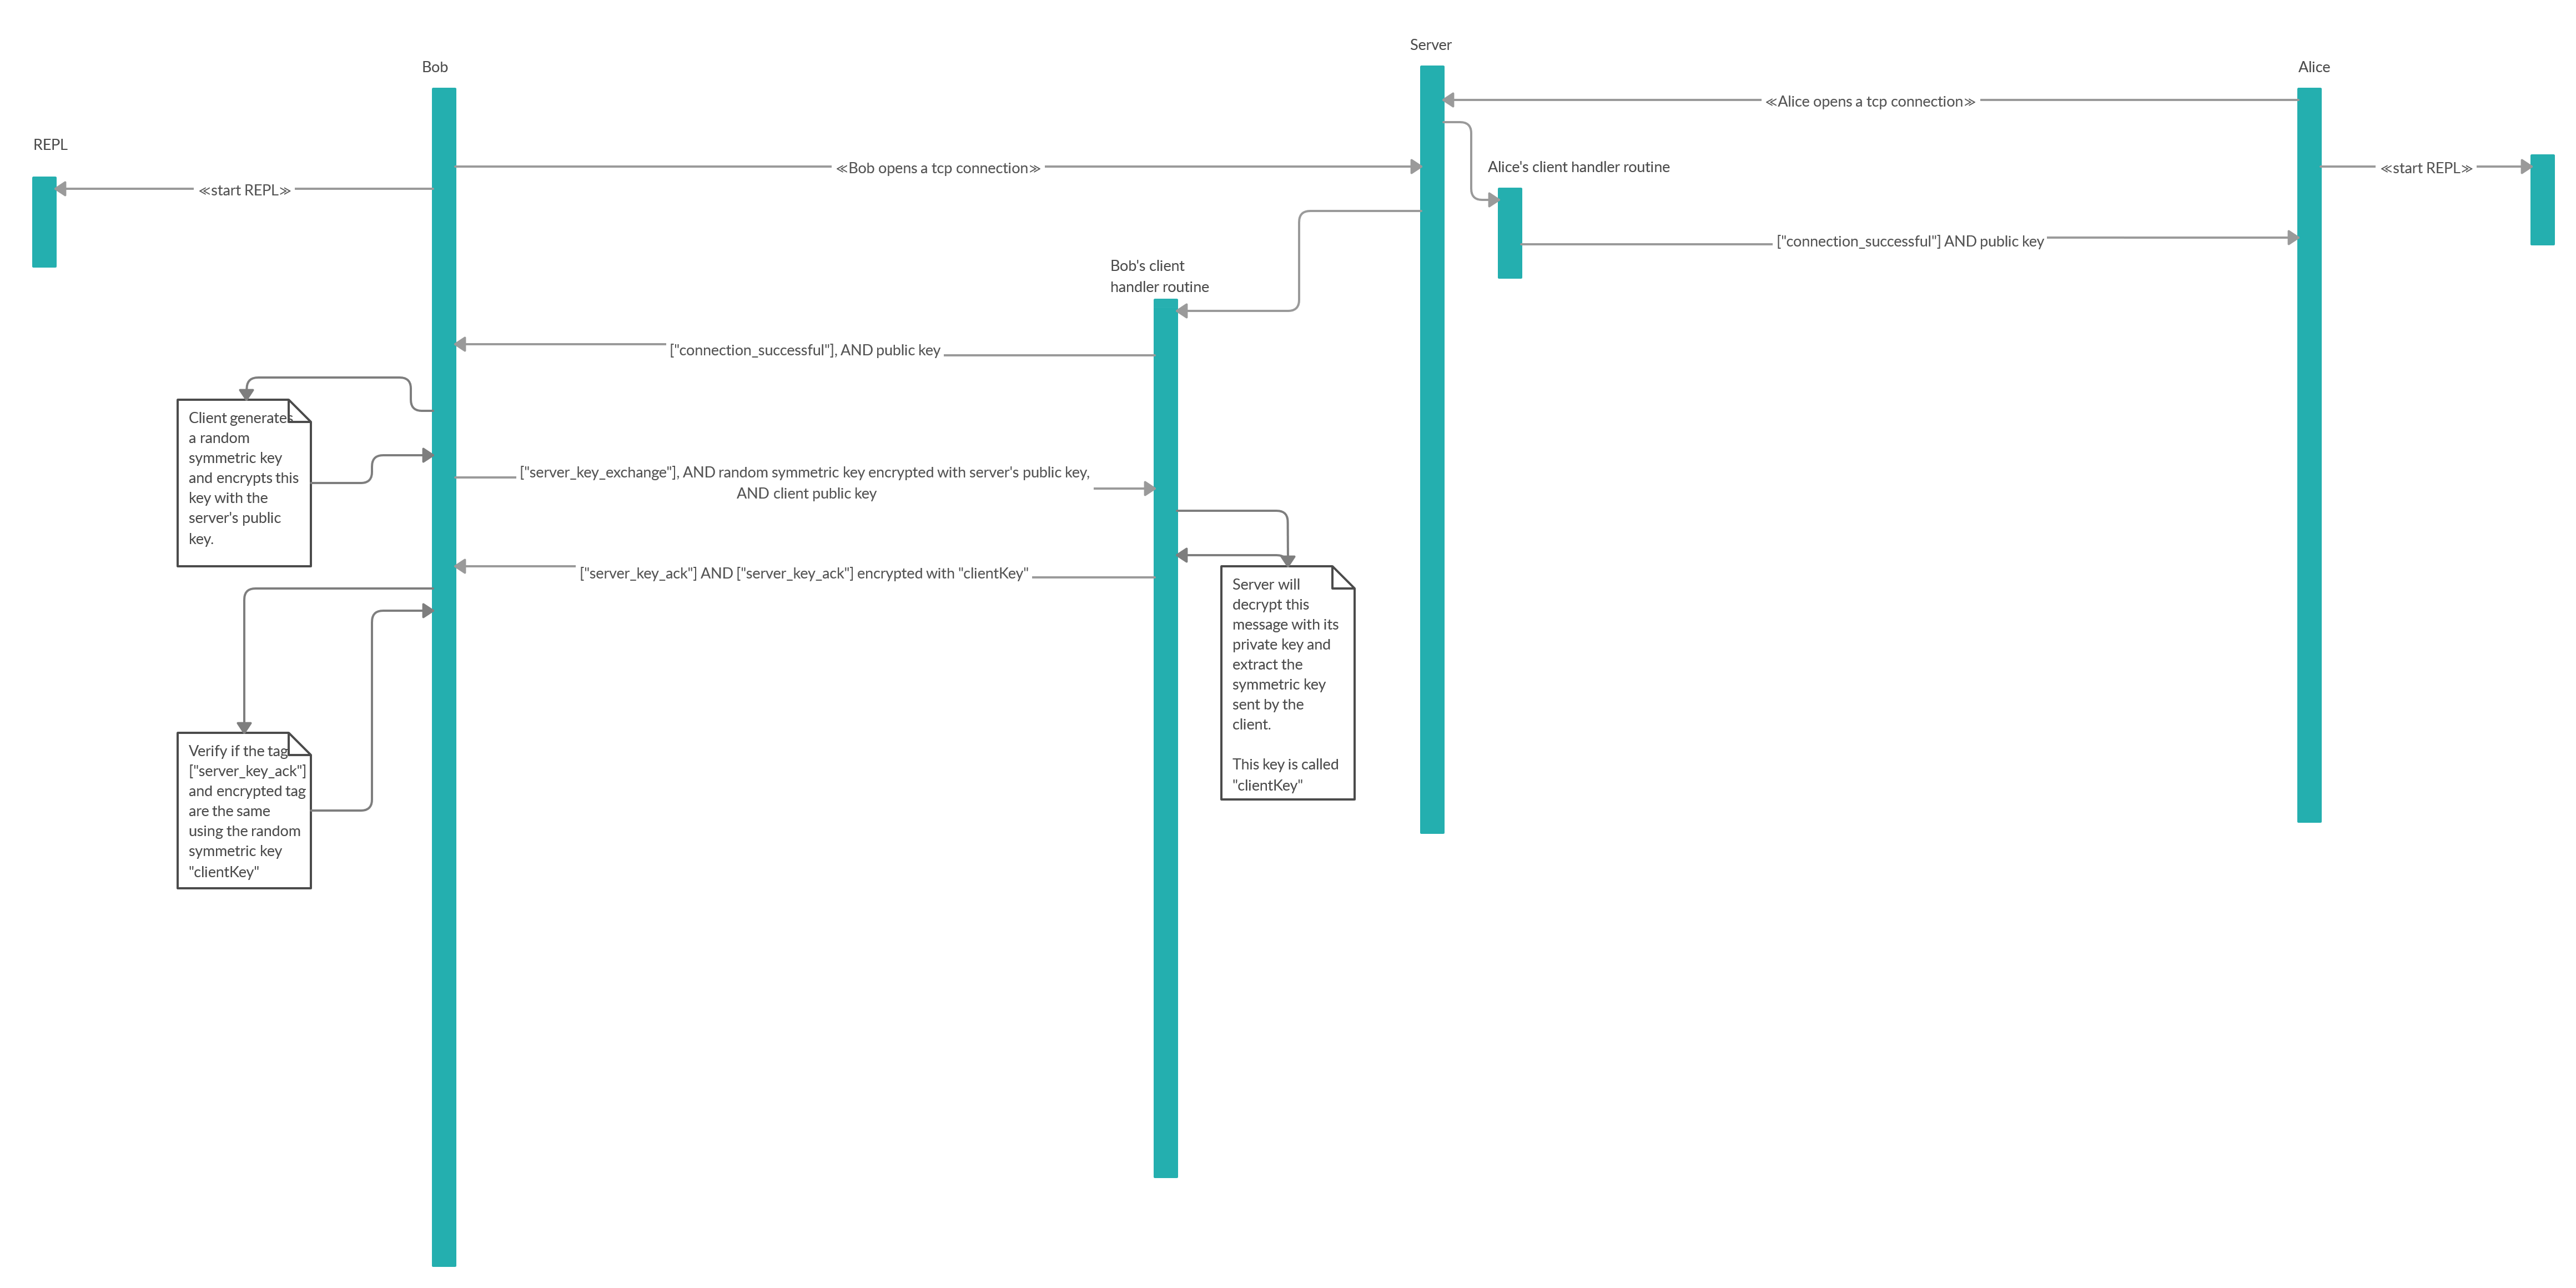 Server
Bob
Alice
≪Alice opens a tcp connection≫
REPL
≪Bob opens a tcp connection≫
Alice's client handler routine
≪start REPL≫
≪start REPL≫
["connection_successful"] AND public key
Bob's client
handler routine
["connection_successful"], AND public key
Client generates
a random
symmetric key
and encrypts this
key with the
server's public
key.
["server_key_exchange"], AND random symmetric key encrypted with server's public key,
AND client public key
["server_key_ack"] AND ["server_key_ack"] encrypted with "clientKey"
Server will
decrypt this
message with its
private key and
extract the
symmetric key
sent by the
client.
This key is called
"clientKey"
Verify if the tag
["server_key_ack"]
and encrypted tag
are the same
using the random
symmetric key
"clientKey"